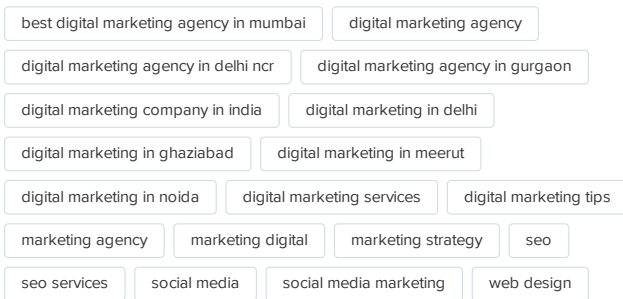 best digital marketing agency in mumbai digital marketing agency
digital marketing agency in delhi ncr digital marketing agency in gurgaon
digital marketing company in india digital marketing in delhi
digital marketing in ghaziabad digital marketing in meerut
digital marketing in noida digital marketing services digital marketing tips
marketing agency marketing digital marketing strategy seo
seo services social media social media marketing web design